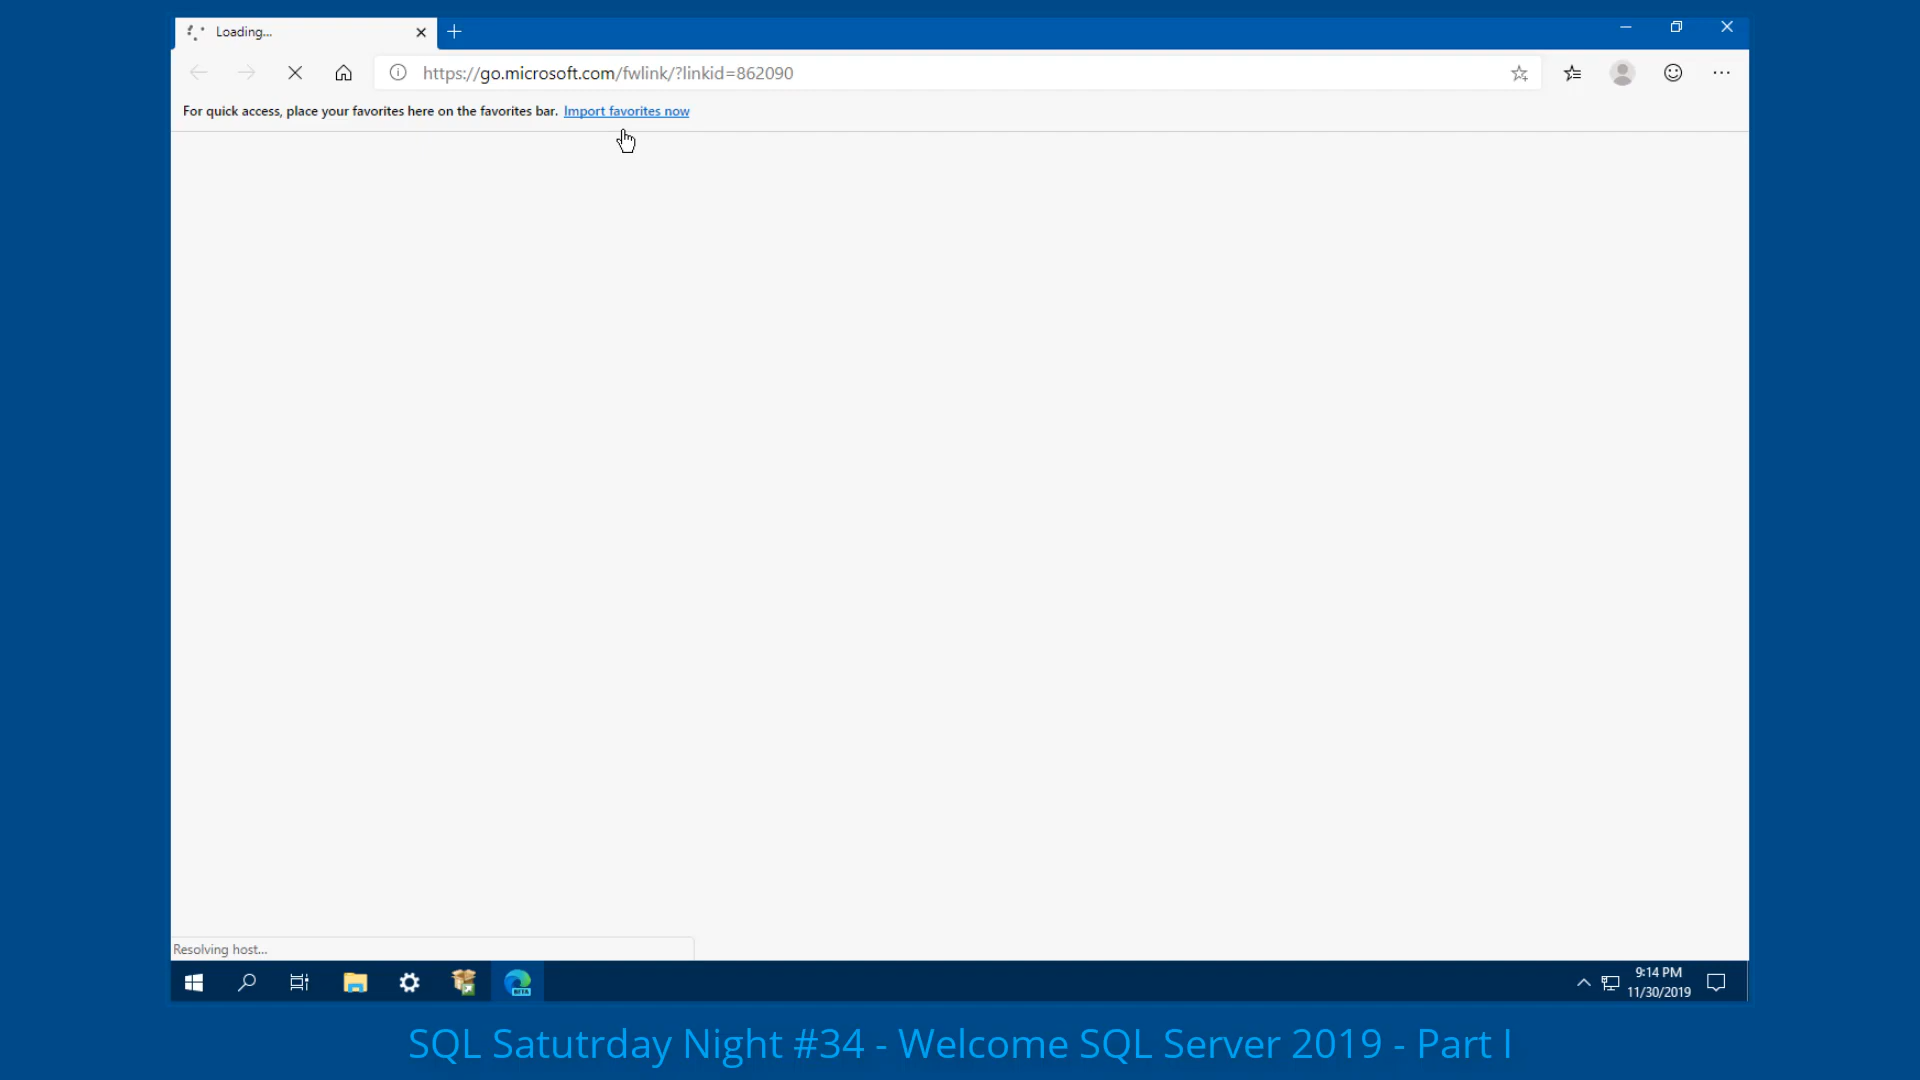 Loading...
https://go.microsoft.com/fwlink/?linkid=862090
For quick access, place your favorites here on the favorites bar. Import favorites now
Resolving host...
BETA
9:14 PM
11/30/2019
SQL Satutrday Night #34 - Welcome SQL Server 2019 - Part I